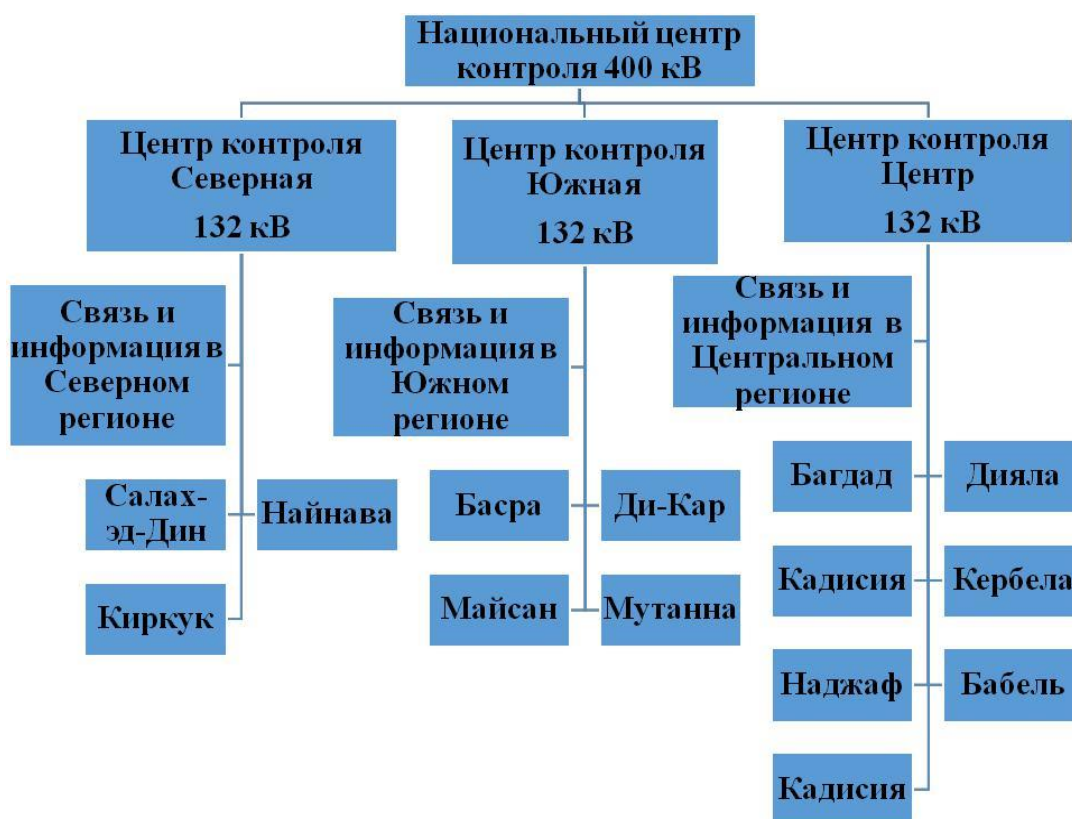 Национальный центр
контроля 400 кВ
Центр контроля
Северная
132 кВ
Центр контроля
Южная
132 кВ
Центр контроля
Центр
132 кВ
Связь и
информация в
Северном
регионе
Связь и
информация в
Южном
регионе
Связь и
информация в
Центральном
регионе
Салах-
эд-Дин
Найнава
Киркук
Басра
Ди-Кар
Майсан
Мутанна
Багдад
Дияла
Кадисия
Кербела
Наджаф
Бабель
Кадисия